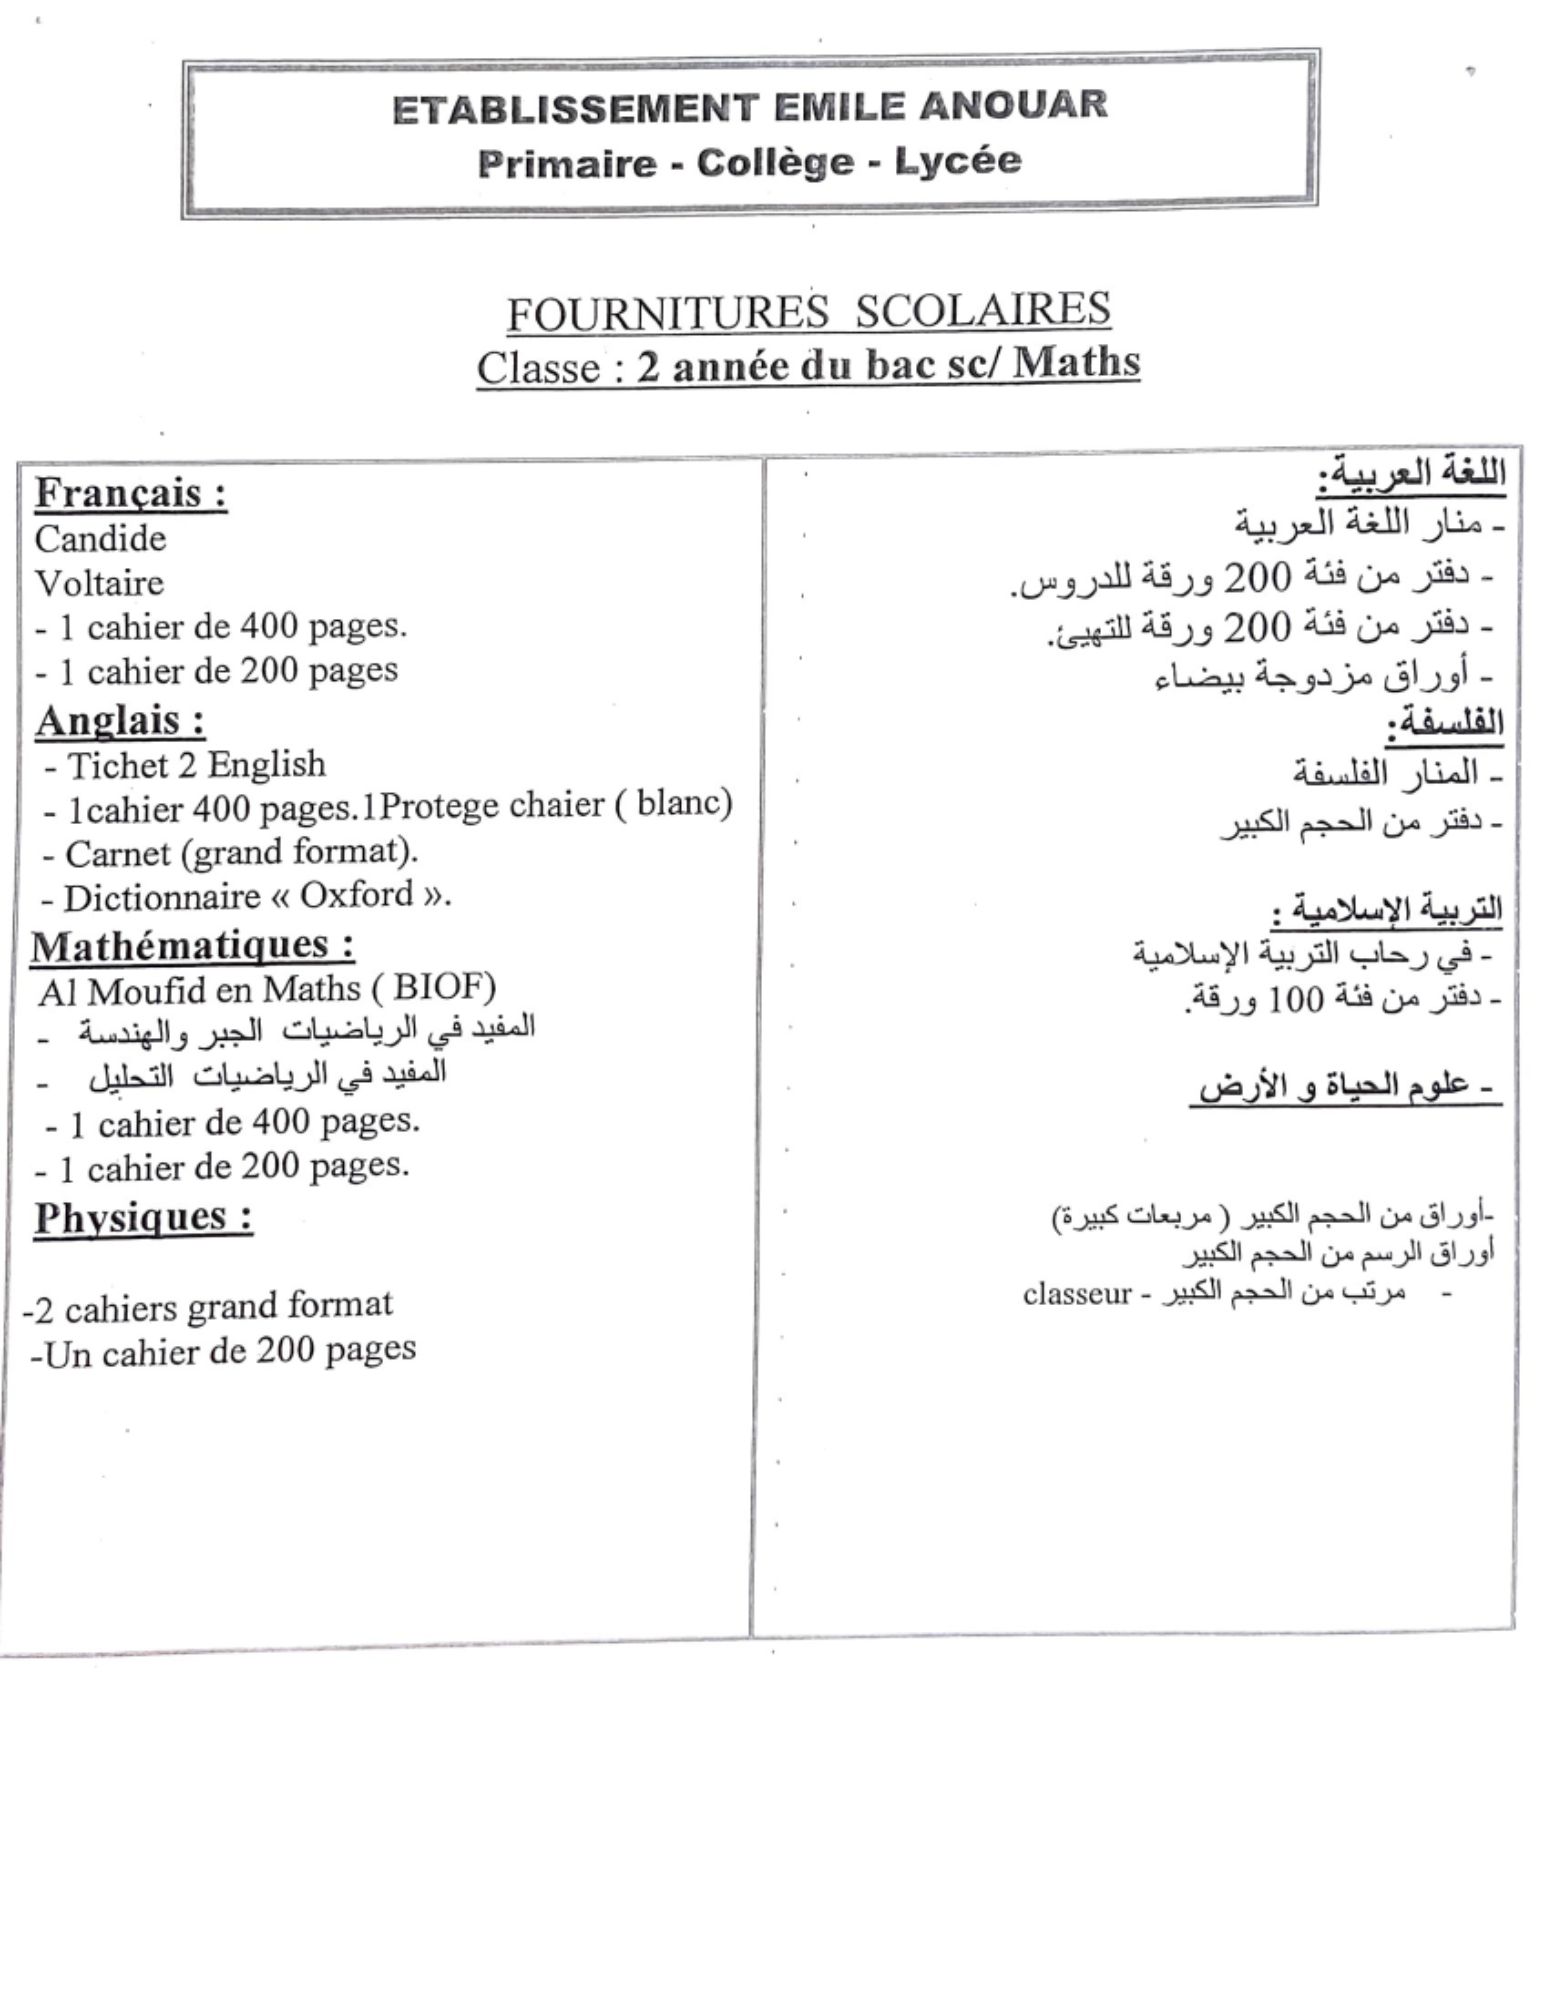 ETABLISSEMENT EMILE ANOUAR
Primaire - Collège - Lycée
FOURNITURES SCOLAIRES
Classe : 2 année du bac sc/ Maths
Français :
Candide
Voltaire
- 1 cahier de 400 pages.
- 1 cahier de 200 pages
Anglais :
- Tichet 2 English
- 1cahier 400 pages.1Protege chaier ( blanc)
- Carnet (grand format).
- Dictionnaire « Oxford ».
Mathématiques :
Al Moufid en Maths ( BIOF)
- المفيد في الرياضيات الجبر والهندسة
- المفيد في الرياضيات التحليل
- 1 cahier de 400 pages.
- 1 cahier de 200 pages.
Physiques :
-2 cahiers grand format
-Un cahier de 200 pages
اللغة العربية:
- منار اللغة العربية
- دفتر من فئة 200 ورقة للدروس.
- دفتر من فئة 200 ورقة للتهيئ.
- أوراق مزدوجة بيضاء
الفلسفة:
- المنار الفلسفة
- دفتر من الحجم الكبير
التربية الإسلامية :
- في رحاب التربية الإسلامية
- دفتر من فئة 100 ورقة.
- علوم الحياة و الأرض
-أوراق من الحجم الكبير ( مربعات كبيرة)
أوراق الرسم من الحجم الكبير
- مرتب من الحجم الكبير - classeur